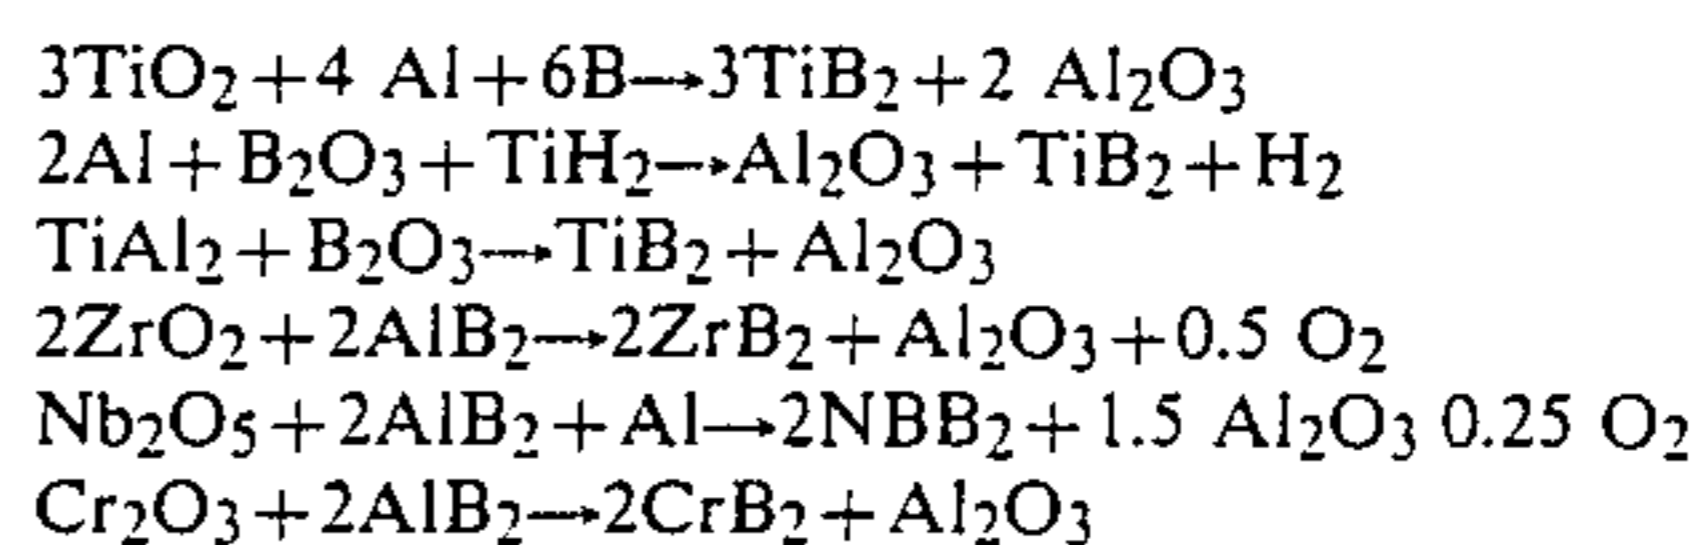 3TiO₂+4 Al+6B→3TiB₂+2 Al₂O₃
2Al+B₂O₃+TiH₂→Al₂O₃+TiB₂+H₂
TiAl₂+B₂O₃→TiB₂+Al₂O₃
2ZrO₂+2AlB₂→2ZrB₂+Al₂O₃+0.5 O₂
Nb₂O₅+2AlB₂+Al→2NBB₂+1.5 Al₂O₃ 0.25 O₂
Cr₂O₃+2AlB₂→2CrB₂+Al₂O₃